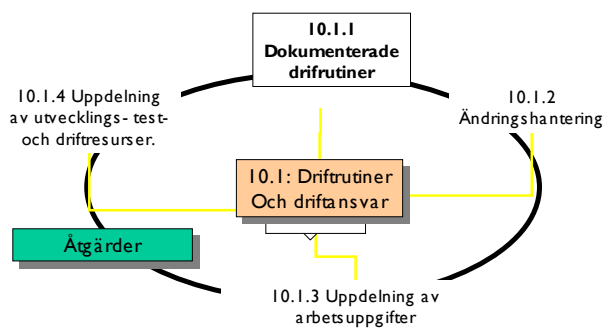 10.1.1
Dokumenterade
drifrutiner
10.1.4 Uppdelning
av utvecklings- test-
och driftresurser.
10.1.2
Ändringshantering
10.1: Driftrutiner
Och driftansvar
Åtgärder
10.1.3 Uppdelning av
arbetsuppgifter